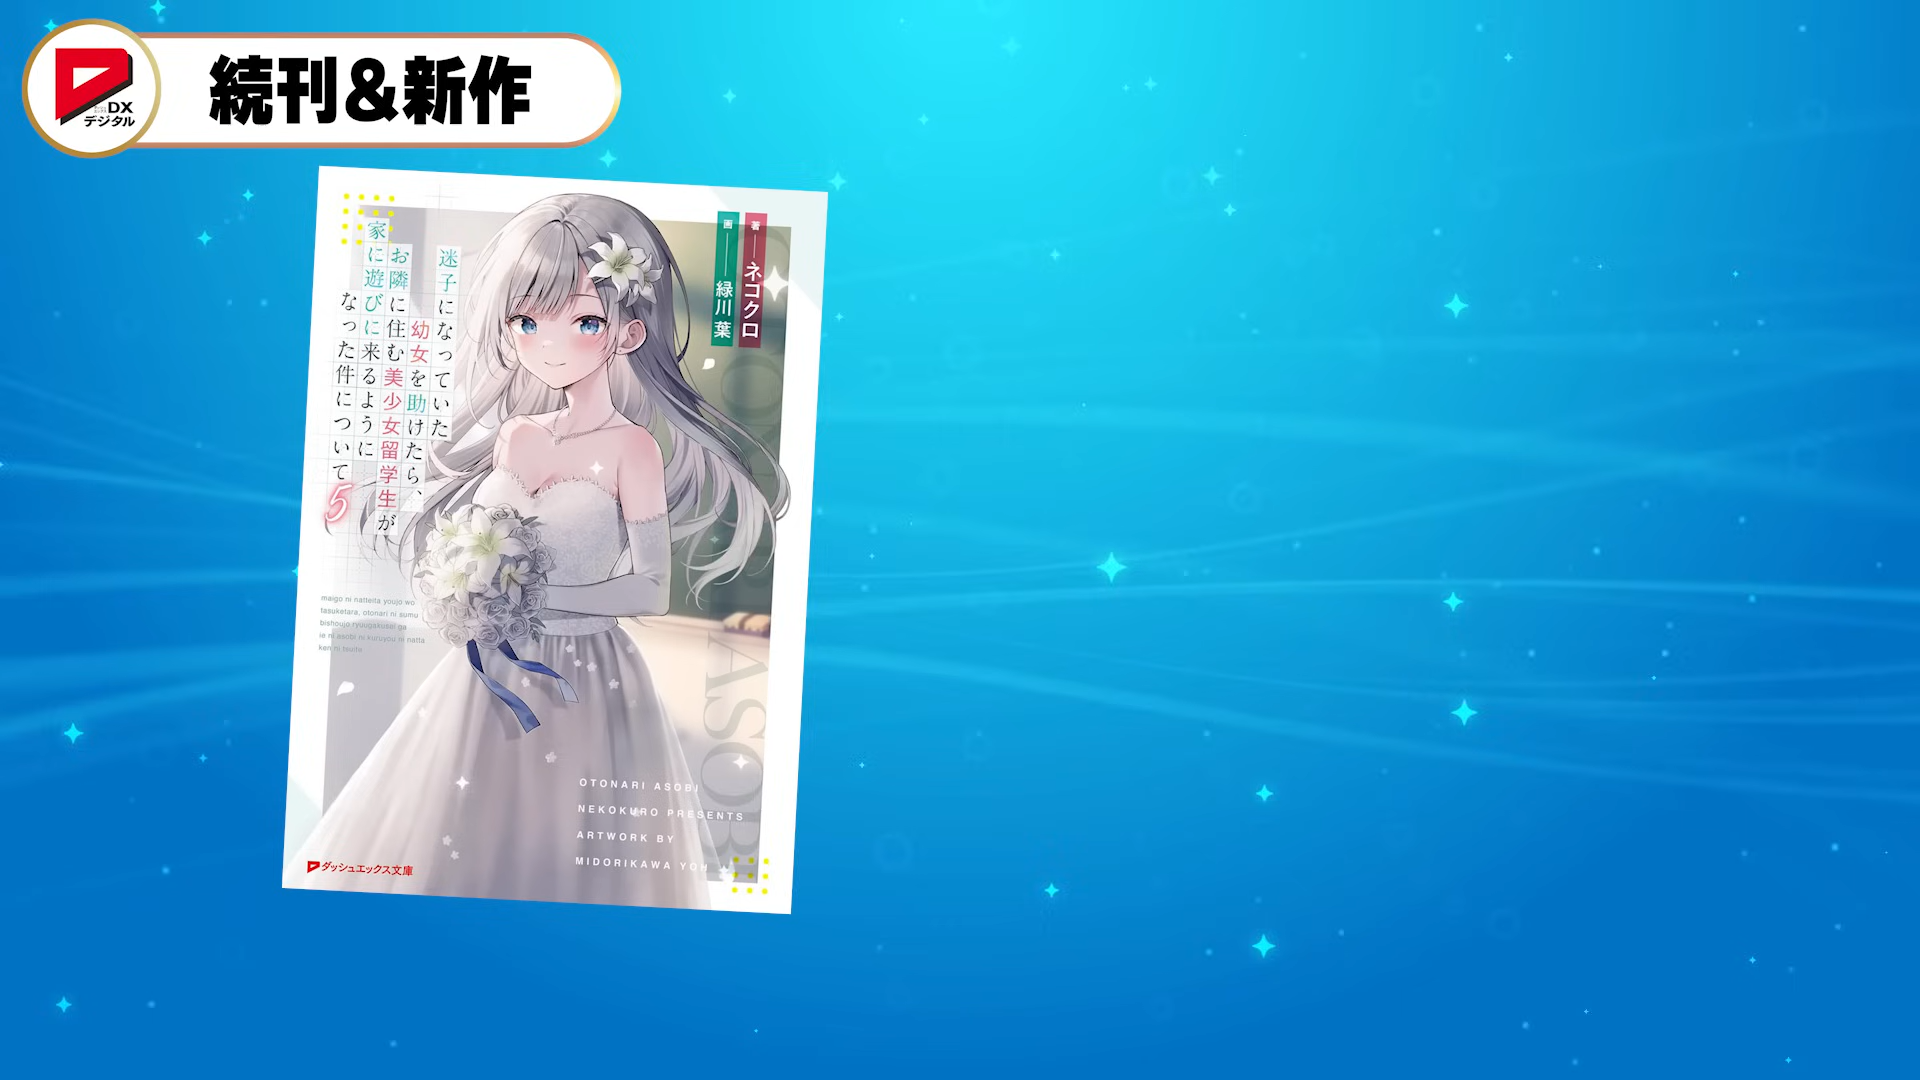 DX
デジタル
続刊&新作
迷子になっていた
幼女を助けたら、
お隣に住む美少女留学生が
家に遊びに来るように
なった件について
5
著 ネコクロ
画 緑川葉
maigo ni natteita youjo wo
tasuketara, otonari ni sumu
bishoujo ryuugakusei ga
ie ni asobi ni kuruyou ni natta
kan ni tsuite
ASOB
OTONARI ASOBI
NEKOKURO PRESENTS
ARTWORK BY
MIDORIKAWA YOH
ダッシュエックス文庫